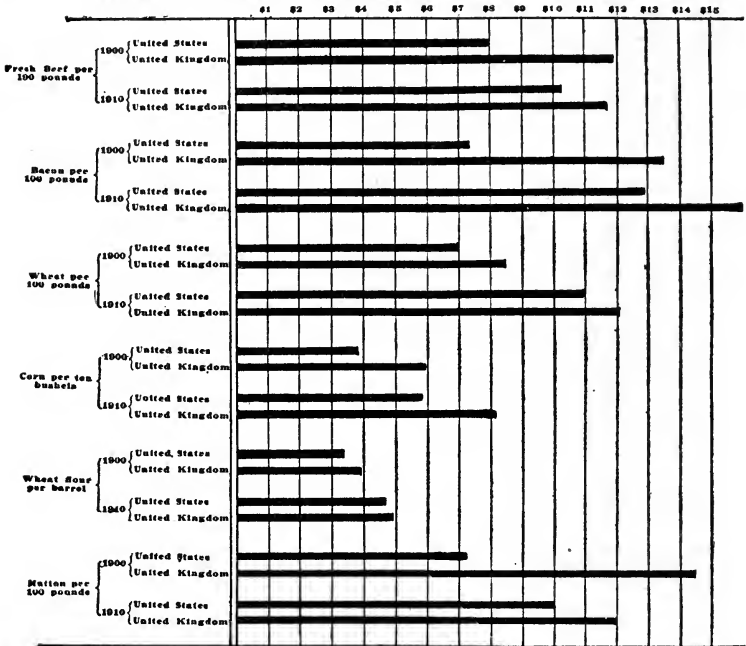 $1 $2 $3 $4 $5 $6 $7 $8 $9 $10 $11 $12 $13 $14 $15
Fresh Beef per
100 pounds
1900 United States
United Kingdom
1910 United States
United Kingdom
Bacon per
100 pounds
1900 United States
United Kingdom
1910 United States
United Kingdom
Wheat per
100 pounds
1900 United States
United Kingdom
1910 United States
United Kingdom
Corn per ten
bushels
1900 United States
United Kingdom
1910 United States
United Kingdom
Wheat flour
per barrel
1900 United States
United Kingdom
1910 United States
United Kingdom
Mutton per
100 pounds
1900 United States
United Kingdom
1910 United States
United Kingdom